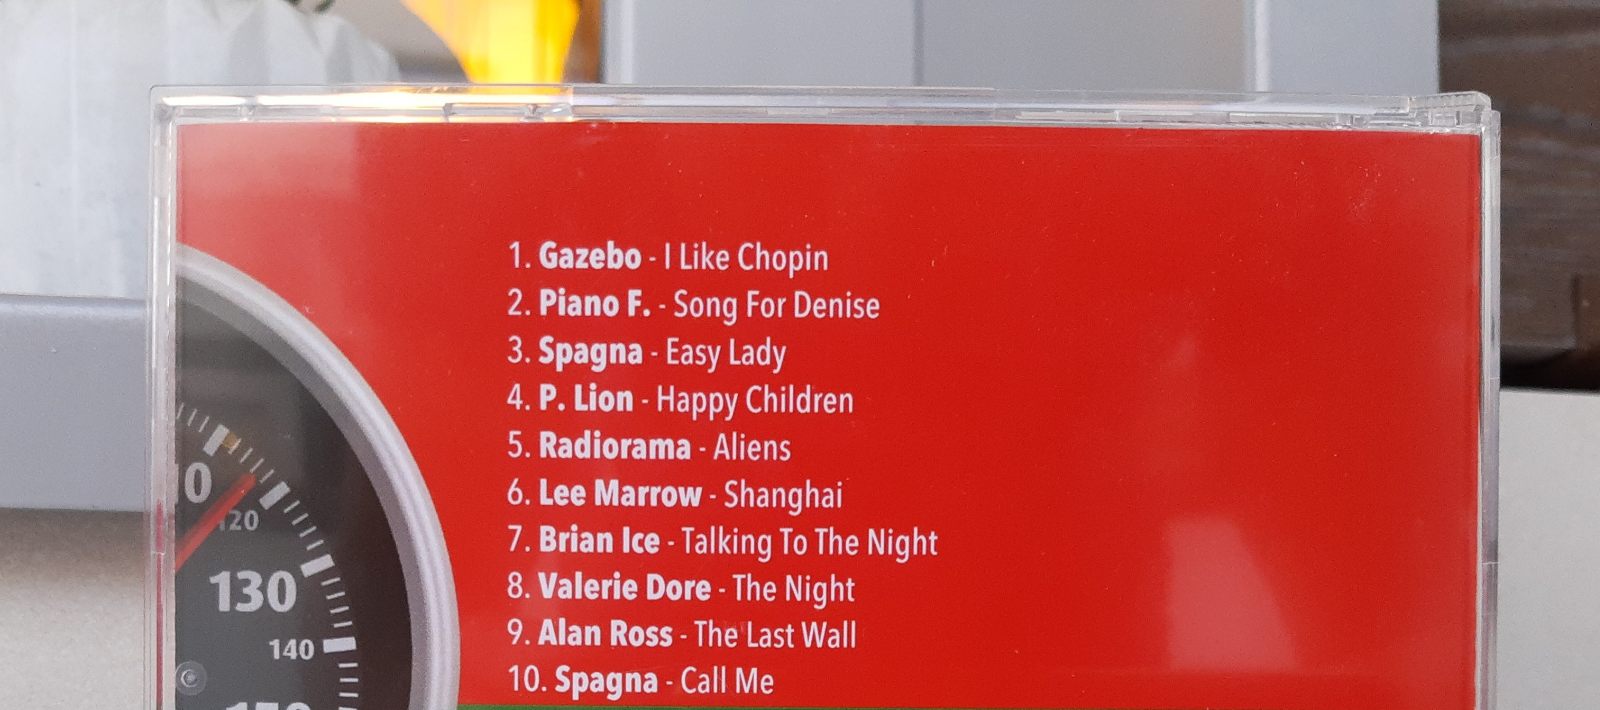 1. Gazebo - I Like Chopin
2. Piano F. - Song For Denise
3. Spagna - Easy Lady
4. P. Lion - Happy Children
5. Radiorama - Aliens
6. Lee Marrow - Shanghai
7. Brian Ice - Talking To The Night
8. Valerie Dore - The Night
9. Alan Ross - The Last Wall
10. Spagna - Call Me
120
130
140